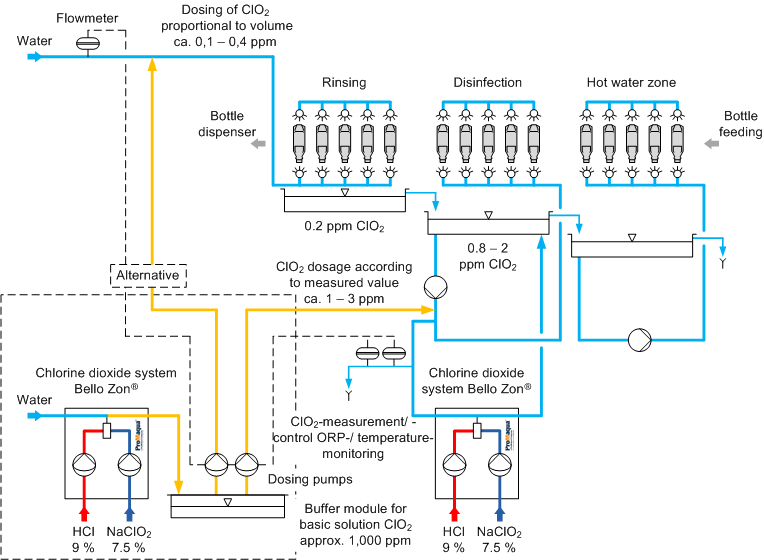 Flowmeter
Dosing of ClO₂
proportional to volume
ca. 0,1 – 0,4 ppm
Water
Rinsing
Disinfection
Hot water zone
Bottle
dispenser
Bottle
feeding
0.2 ppm ClO₂
0.8 – 2
ppm ClO₂
Alternative
ClO₂ dosage according
to measured value
ca. 1 – 3 ppm
Chlorine dioxide system
Bello Zon®
Chlorine dioxide
system Bello Zon®
Water
ProMaqua
ClO₂-measurement/ -
control ORP-/ temperature-
monitoring
ProMaqua
Dosing pumps
Buffer module for
basic solution ClO₂
approx. 1,000 ppm
HCl
9 %
NaClO₂
7.5 %
HCl
9 %
NaClO₂
7.5 %